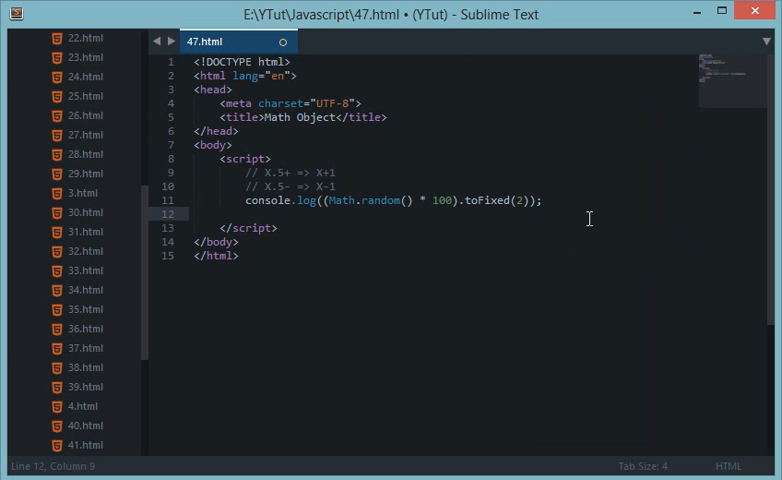 E:\YTut\Javascript\47.html • (YTut) - Sublime Text
22.html
23.html
24.html
25.html
26.html
27.html
28.html
29.html
3.html
30.html
31.html
32.html
33.html
34.html
35.html
36.html
37.html
38.html
39.html
4.html
40.html
41.html
47.html
1 <!DOCTYPE html>
2 <html lang="en">
3 <head>
4 <meta charset="UTF-8">
5 <title>Math Object</title>
6 </head>
7 <body>
8 <script>
9 // X.5+ => X+1
10 // X.5- => X-1
11 console.log((Math.random() * 100).toFixed(2));
12
13 </script>
14 </body>
15 </html>
Line 12, Column 9
Tab Size: 4
HTML